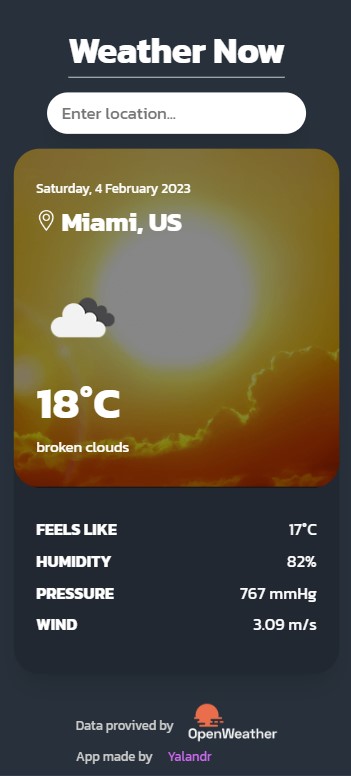 Weather Now
Enter location...
Saturday, 4 February 2023
Miami, US
18°C
broken clouds
FEELS LIKE 17°C
HUMIDITY 82%
PRESSURE 767 mmHg
WIND 3.09 m/s
Data provived by OpenWeather
App made by Yalandr